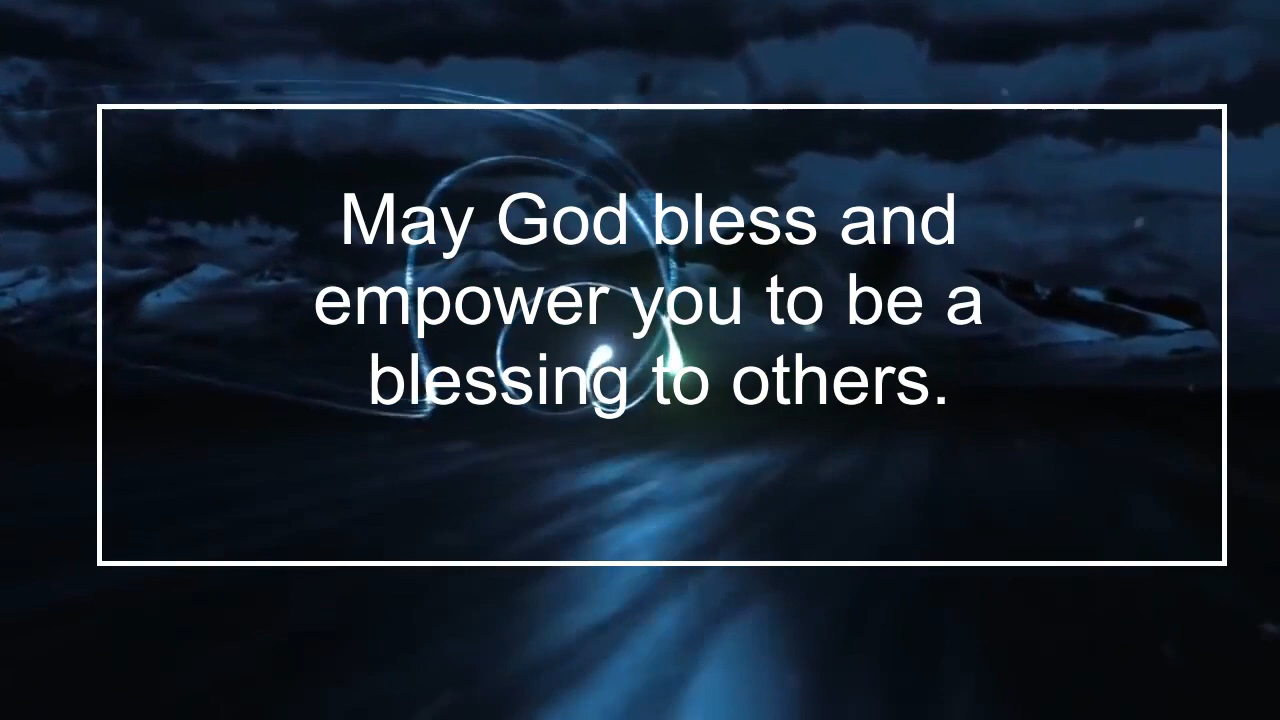 May God bless and
empower you to be a
blessing to others.